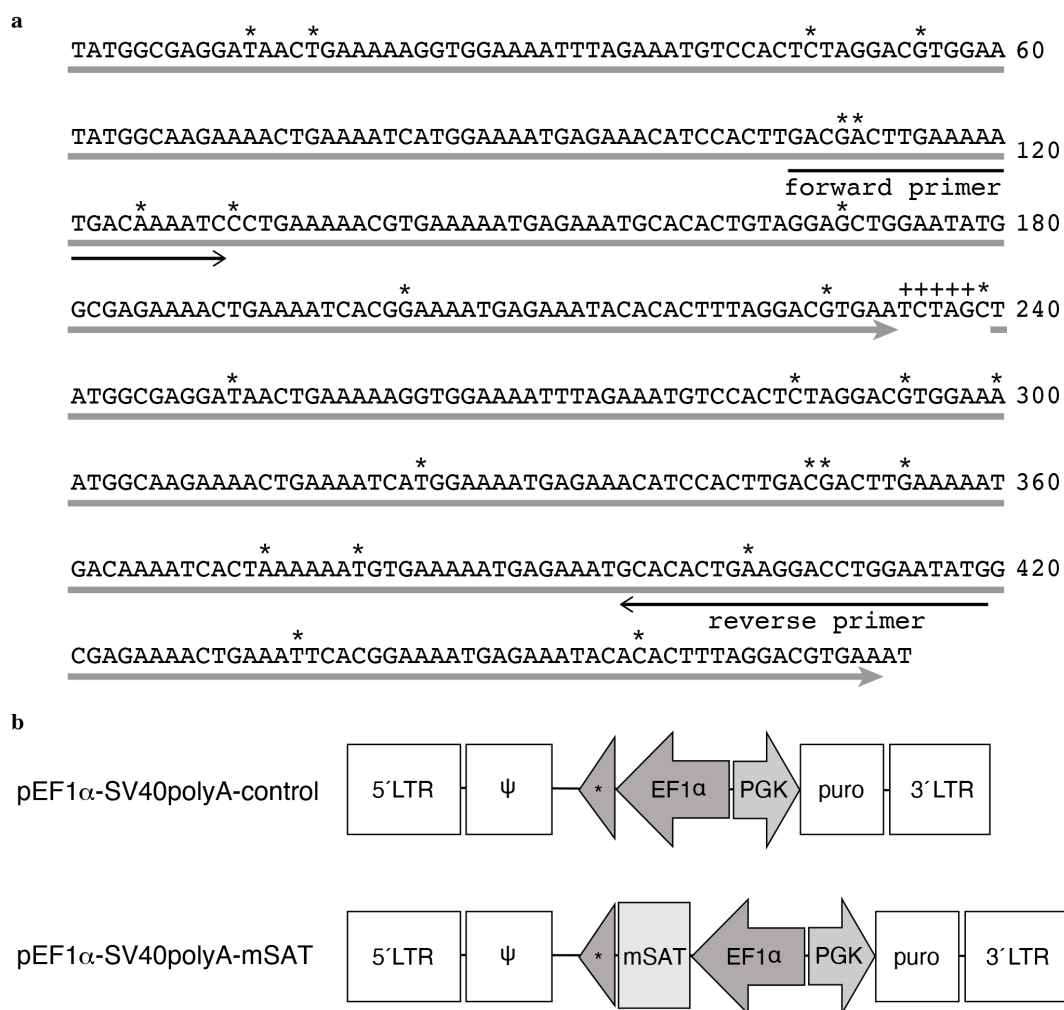 a
* * * *
TATGGCGAGGATAACTGAAAAAGGTGGAAAATTTAGAAATGTCCACTCTAGGACGTGGAA 60
**
TATGGCAAGAAAACTGAAAATCATGGAAAATGAGAAACATCCACTTGACGACTTGAAAAA 120
forward primer
* * *
TGACAAAATCCCTGAAAAACGTGAAAAATGAGAAATGCACACTGTAGGAGCTGGAATATG 180
* * +++++*
GCGAGAAAACTGAAAATCACGGAAAATGAGAAATACACACTTTAGGACGTGAATCTAGCT 240
* * * *
ATGGCGAGGATAACTGAAAAAGGTGGAAAATTTAGAAATGTCCACTCTAGGACGTGGAAA 300
* ** *
ATGGCAAGAAAACTGAAAATCATGGAAAATGAGAAACATCCACTTGACGACTTGAAAAAT 360
* * *
GACAAAATCACTAAAAAATGTGAAAAATGAGAAATGCACACTGAAGGACCTGGAATATGG 420
reverse primer
* *
CGAGAAAACTGAAATTCACGGAAAATGAGAAATACACACTTTAGGACGTGAAAT
b
pEF1α-SV40polyA-control 5´LTR ψ * EF1α PGK puro 3´LTR
pEF1α-SV40polyA-mSAT 5´LTR ψ * mSAT EF1α PGK puro 3´LTR